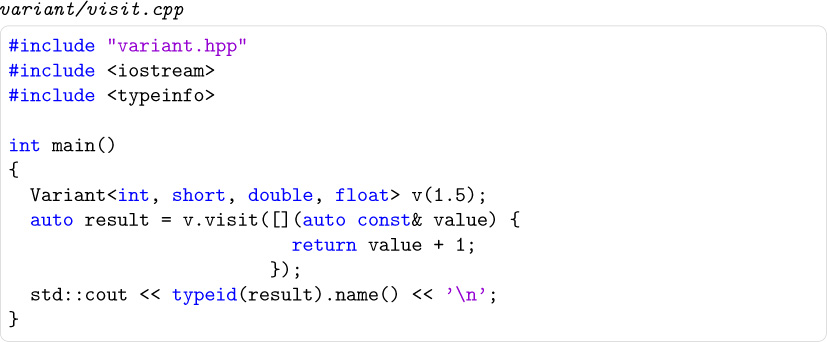 variant/visit.cpp
#include "variant.hpp"
#include <iostream>
#include <typeinfo>
int main()
{
  Variant<int, short, double, float> v(1.5);
  auto result = v.visit([](auto const& value) {
                          return value + 1;
                        });
  std::cout << typeid(result).name() << '\n';
}